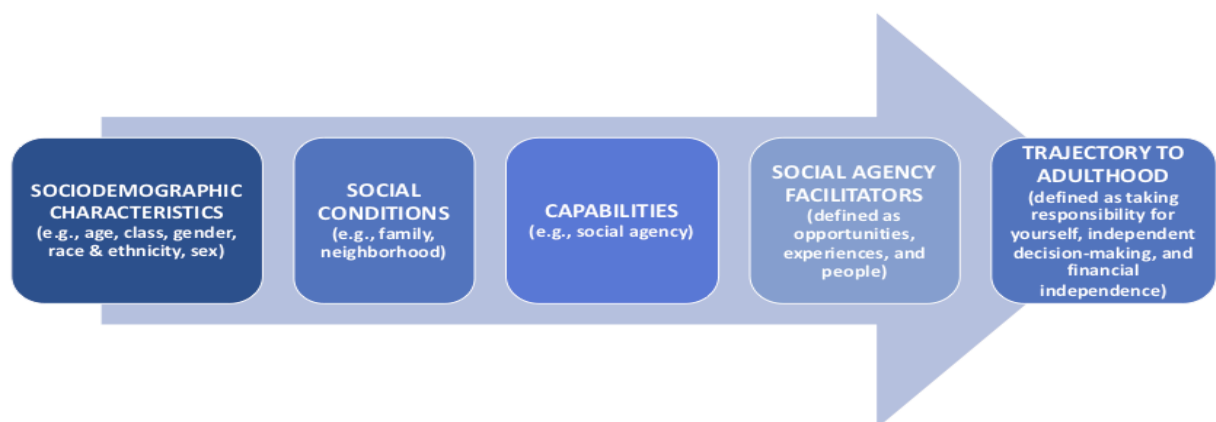 SOCIODEMOGRAPHIC
CHARACTERISTICS
(e.g., age, class, gender,
race & ethnicity, sex)
SOCIAL
CONDITIONS
(e.g., family,
neighborhood)
CAPABILITIES
(e.g., social agency)
SOCIAL AGENCY
FACILITATORS
(defined as
opportunities,
experiences, and
people)
TRAJECTORY TO
ADULTHOOD
(defined as taking
responsibility for
yourself, independent
decision-making, and
financial
independence)